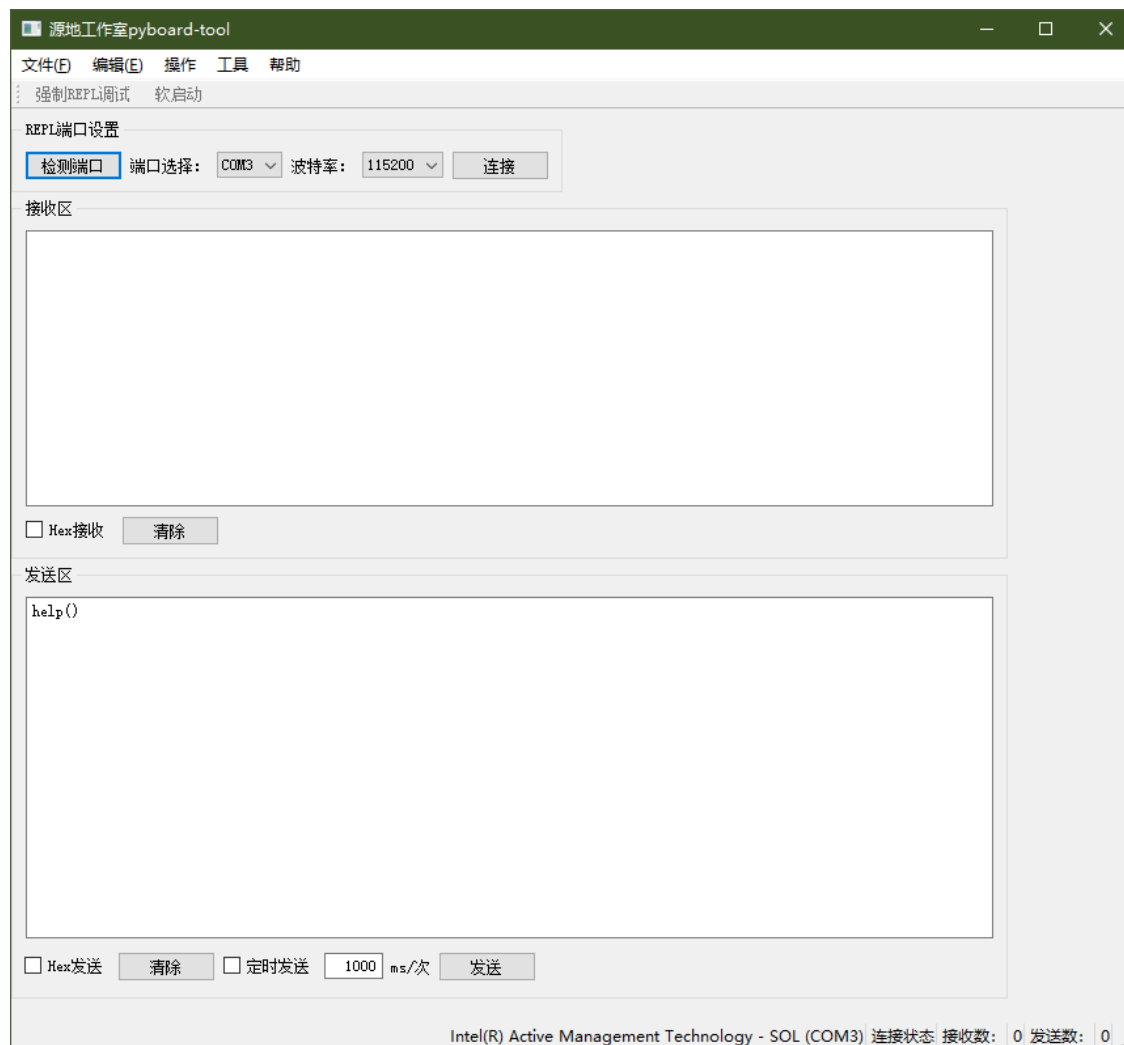 源地工作室pyboard-tool
文件(F) 编辑(E) 操作 工具 帮助
强制REPL调试 软启动
REPL端口设置
检测端口 端口选择: COM3 波特率: 115200 连接
接收区
Hex接收 清除
发送区
help()
Hex发送 清除 定时发送 1000 ms/次 发送
Intel(R) Active Management Technology - SOL (COM3) 连接状态 接收数: 0 发送数: 0